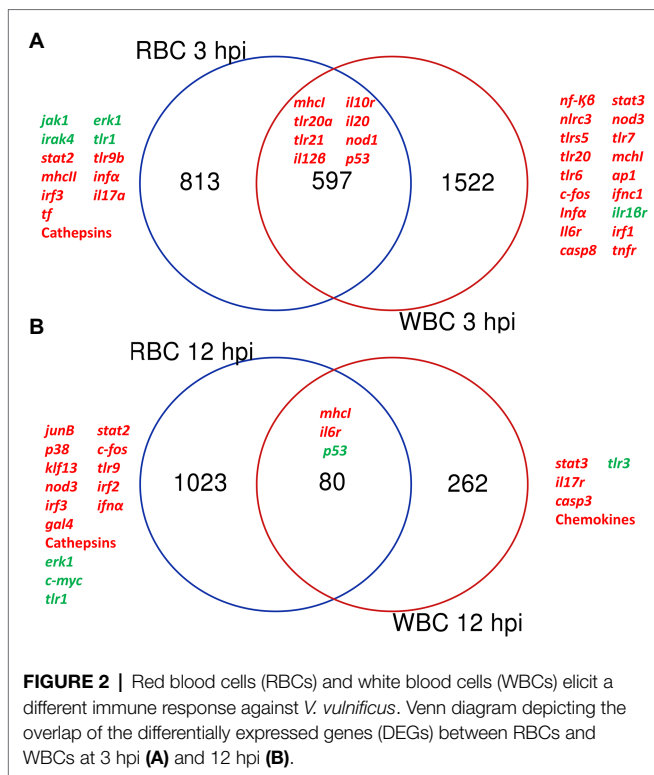 A
RBC 3 hpi
jak1 erk1
irak4 tlr1
stat2 tlr9b
mhcII infα
irf3 il17a
tf
Cathepsins
813
mhcI il10r
tlr20a il20
tlr21 nod1
il12β p53
597
1522
nf-Ƙβ stat3
nlrc3 nod3
tlrs5 tlr7
tlr20 mchI
tlr6 ap1
c-fos ifnc1
Infα ilr1βr
Il6r irf1
casp8 tnfr
WBC 3 hpi
B
RBC 12 hpi
junB stat2
p38 c-fos
klf13 tlr9
nod3 irf2
irf3 ifnα
gal4
Cathepsins
erk1
c-myc
tlr1
1023
mhcI
il6r
p53
80
262
stat3 tlr3
il17r
casp3
Chemokines
WBC 12 hpi
FIGURE 2 | Red blood cells (RBCs) and white blood cells (WBCs) elicit a
different immune response against V. vulnificus. Venn diagram depicting the
overlap of the differentially expressed genes (DEGs) between RBCs and
WBCs at 3 hpi (A) and 12 hpi (B).